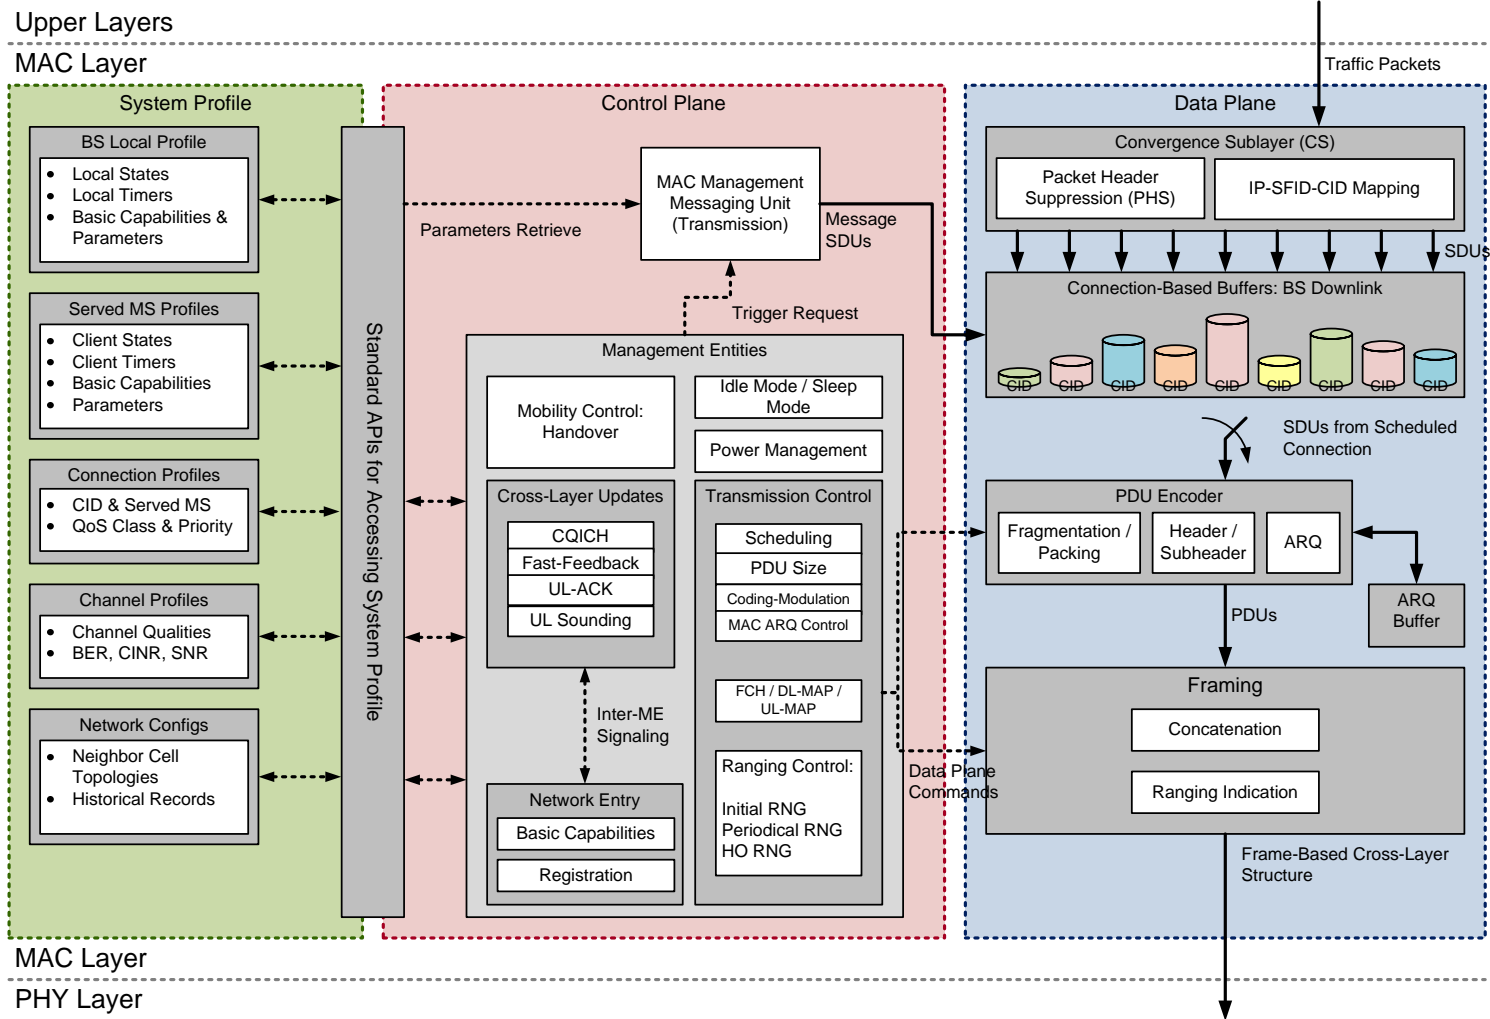 Upper Layers
MAC Layer
Traffic Packets
System Profile
BS Local Profile
• Local States
• Local Timers
• Basic Capabilities &
Parameters
Served MS Profiles
• Client States
• Client Timers
• Basic Capabilities
• Parameters
Connection Profiles
• CID & Served MS
• QoS Class & Priority
Channel Profiles
• Channel Qualities
• BER, CINR, SNR
Network Configs
• Neighbor Cell
Topologies
• Historical Records
Standard APIs for Accessing System Profile
Control Plane
Parameters Retrieve
MAC Management
Messaging Unit
(Transmission)
Message
SDUs
Trigger Request
Management Entities
Mobility Control:
Handover
Idle Mode / Sleep
Mode
Power Management
Cross-Layer Updates
CQICH
Fast-Feedback
UL-ACK
UL Sounding
Transmission Control
Scheduling
PDU Size
Coding-Modulation
MAC ARQ Control
FCH / DL-MAP /
UL-MAP
Ranging Control:
Initial RNG
Periodical RNG
HO RNG
Inter-ME
Signaling
Network Entry
Basic Capabilities
Registration
Data Plane
Commands
Data Plane
Convergence Sublayer (CS)
Packet Header
Suppression (PHS)
IP-SFID-CID Mapping
SDUs
Connection-Based Buffers: BS Downlink
CID CID CID CID CID CID CID CID CID
SDUs from Scheduled
Connection
PDU Encoder
Fragmentation /
Packing
Header /
Subheader
ARQ
ARQ
Buffer
PDUs
Framing
Concatenation
Ranging Indication
Frame-Based Cross-Layer
Structure
MAC Layer
PHY Layer